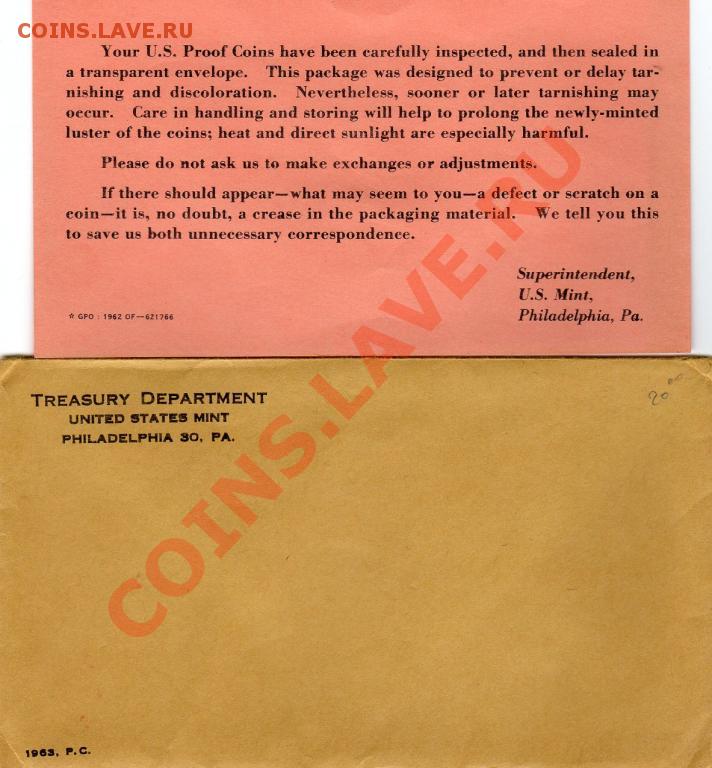 COINS.LAVE.RU
Your U.S. Proof Coins have been carefully inspected, and then sealed in
a transparent envelope. This package was designed to prevent or delay tar-
nishing and discoloration. Nevertheless, sooner or later tarnishing may
occur. Care in handling and storing will help to prolong the newly-minted
luster of the coins; heat and direct sunlight are especially harmful.
Please do not ask us to make exchanges or adjustments.
If there should appear—what may seem to you—a defect or scratch on a
coin—it is, no doubt, a crease in the packaging material. We tell you this
to save us both unnecessary correspondence.
Superintendent,
U.S. Mint,
Philadelphia, Pa.
☆ GPO : 1962 OF—621766
TREASURY DEPARTMENT
UNITED STATES MINT
PHILADELPHIA 30, PA.
20 00
COINS.LAVE.RU
1963, P.C.